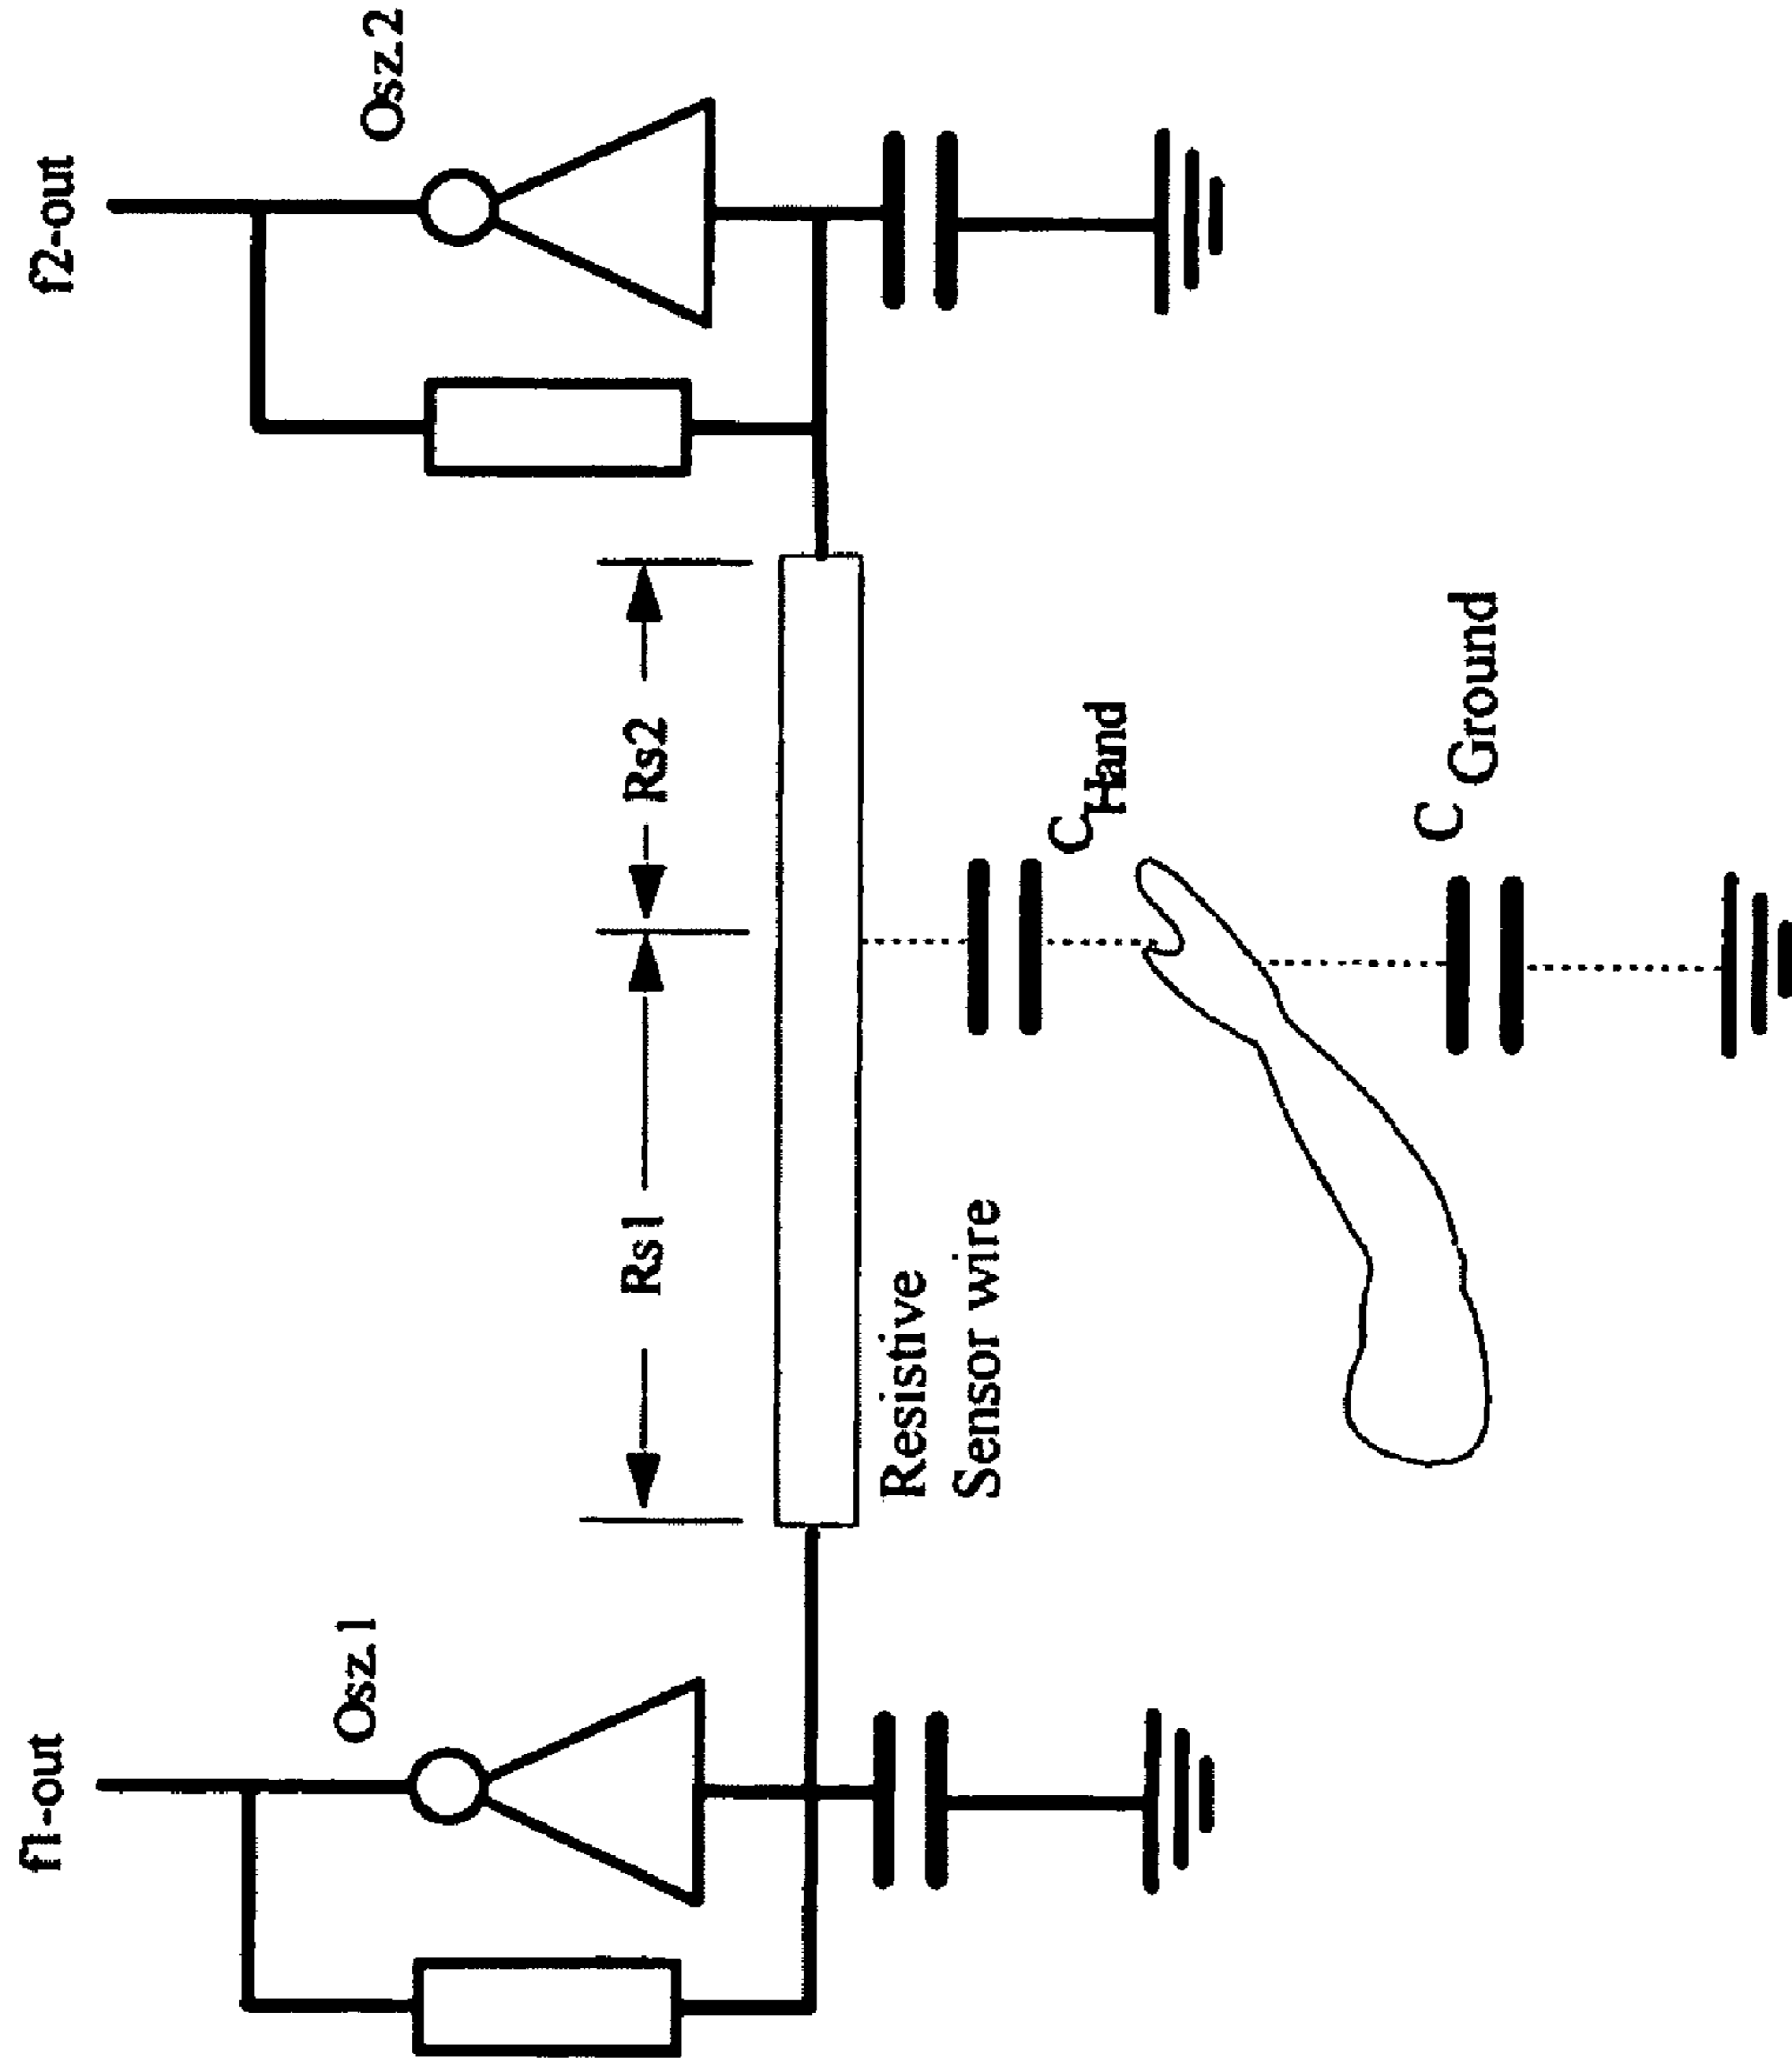 f1-out
f2-out
Osz.1
Osz.2
Rs1
Rs2
Resistive
Sensor wire
C Hand
C Ground